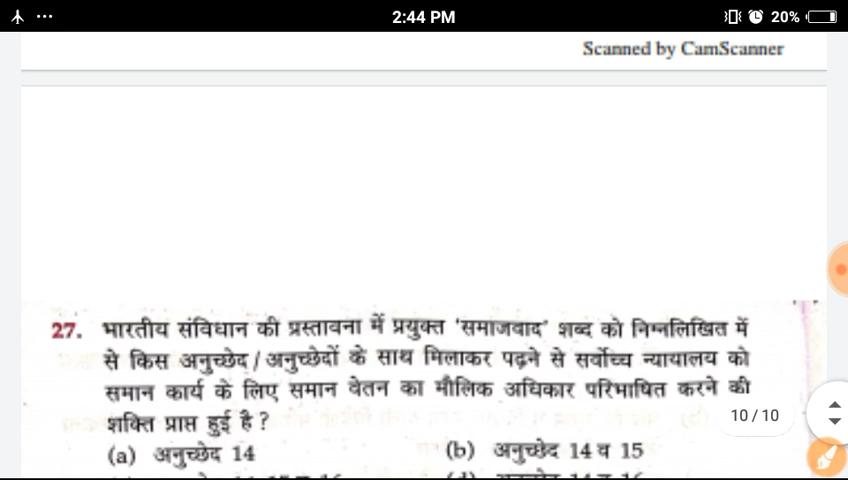 2:44 PM
20%
Scanned by CamScanner
27. भारतीय संविधान की प्रस्तावना में प्रयुक्त 'समाजवाद' शब्द को निम्नलिखित में
से किस अनुच्छेद / अनुच्छेदों के साथ मिलाकर पढ़ने से सर्वोच्च न्यायालय को
समान कार्य के लिए समान वेतन का मौलिक अधिकार परिभाषित करने की
शक्ति प्राप्त हुई है ?
10 / 10
(a) अनुच्छेद 14 (b) अनुच्छेद 14 व 15